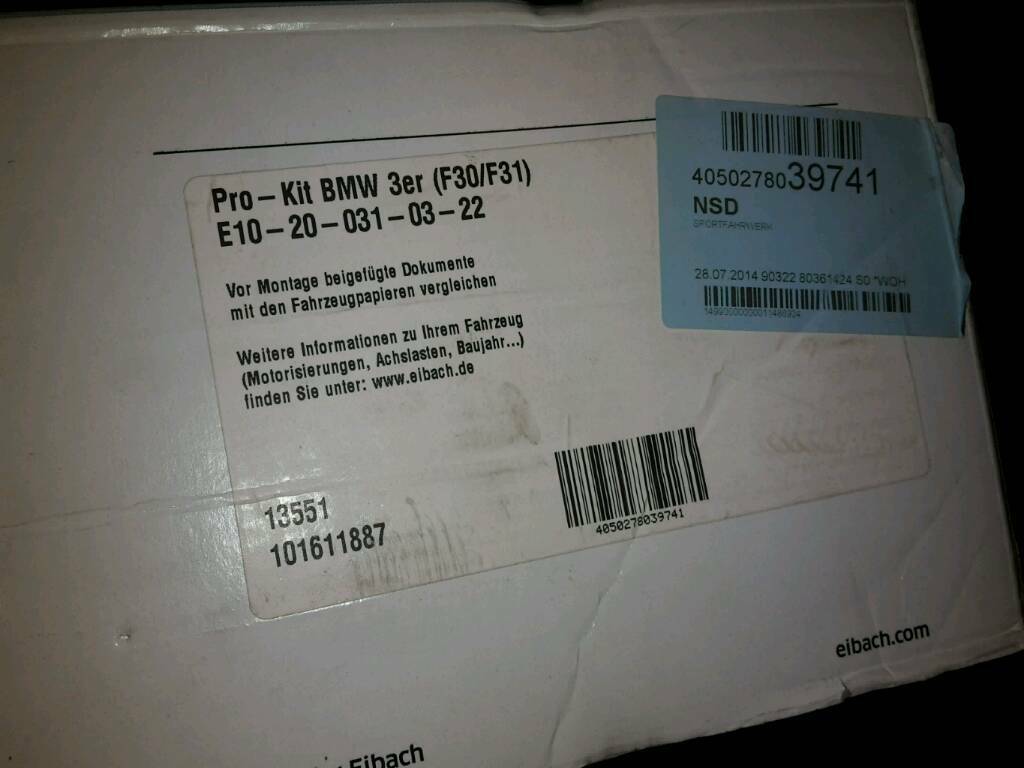 Pro-Kit BMW 3er (F30/F31)
E10-20-031-03-22
Vor Montage beigefügte Dokumente
mit den Fahrzeugpapieren vergleichen
Weitere Informationen zu Ihrem Fahrzeug
(Motorisierungen, Achslasten, Baujahr...)
finden Sie unter: www.eibach.de
13551
101611887
4050278039741
4050278039741
NSD
SPORTFAHRWERK
28.07.2014 90322 80361424 S0 *WOH
eibach.com
Eibach